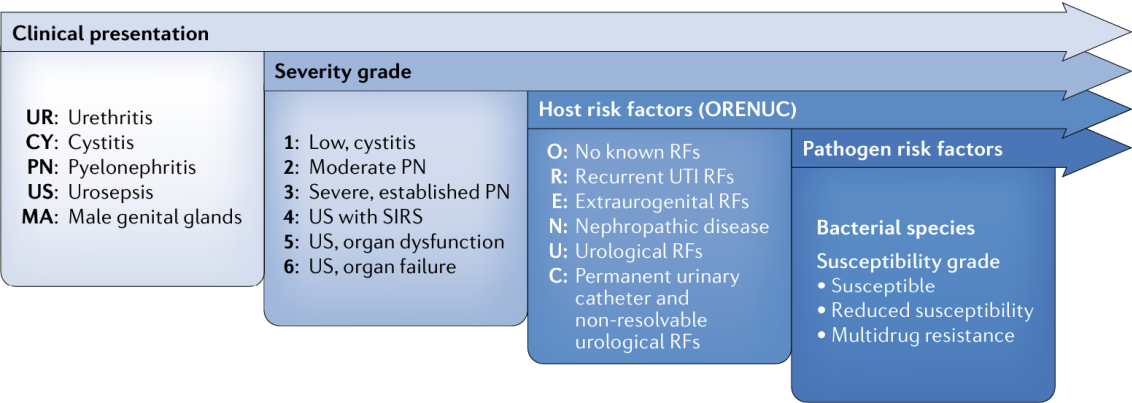 Clinical presentation
UR: Urethritis
CY: Cystitis
PN: Pyelonephritis
US: Urosepsis
MA: Male genital glands
Severity grade
1: Low, cystitis
2: Moderate PN
3: Severe, established PN
4: US with SIRS
5: US, organ dysfunction
6: US, organ failure
Host risk factors (ORENUC)
O: No known RFs
R: Recurrent UTI RFs
E: Extraurogenital RFs
N: Nephropathic disease
U: Urological RFs
C: Permanent urinary
catheter and
non-resolvable
urological RFs
Pathogen risk factors
Bacterial species
Susceptibility grade
• Susceptible
• Reduced susceptibility
• Multidrug resistance